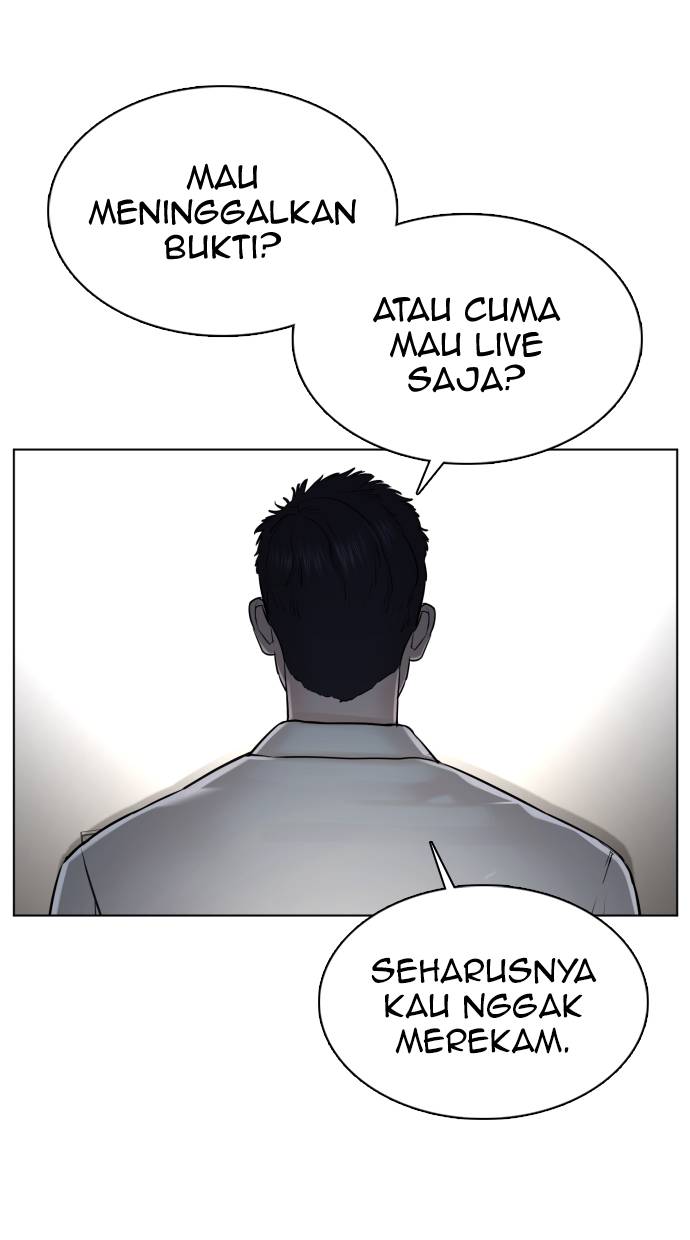 MAU
MENINGGALKAN
BUKTI?
ATAU CUMA
MAU LIVE
SAJA?
SEHARUSNYA
KAU NGGAK
MEREKAM.